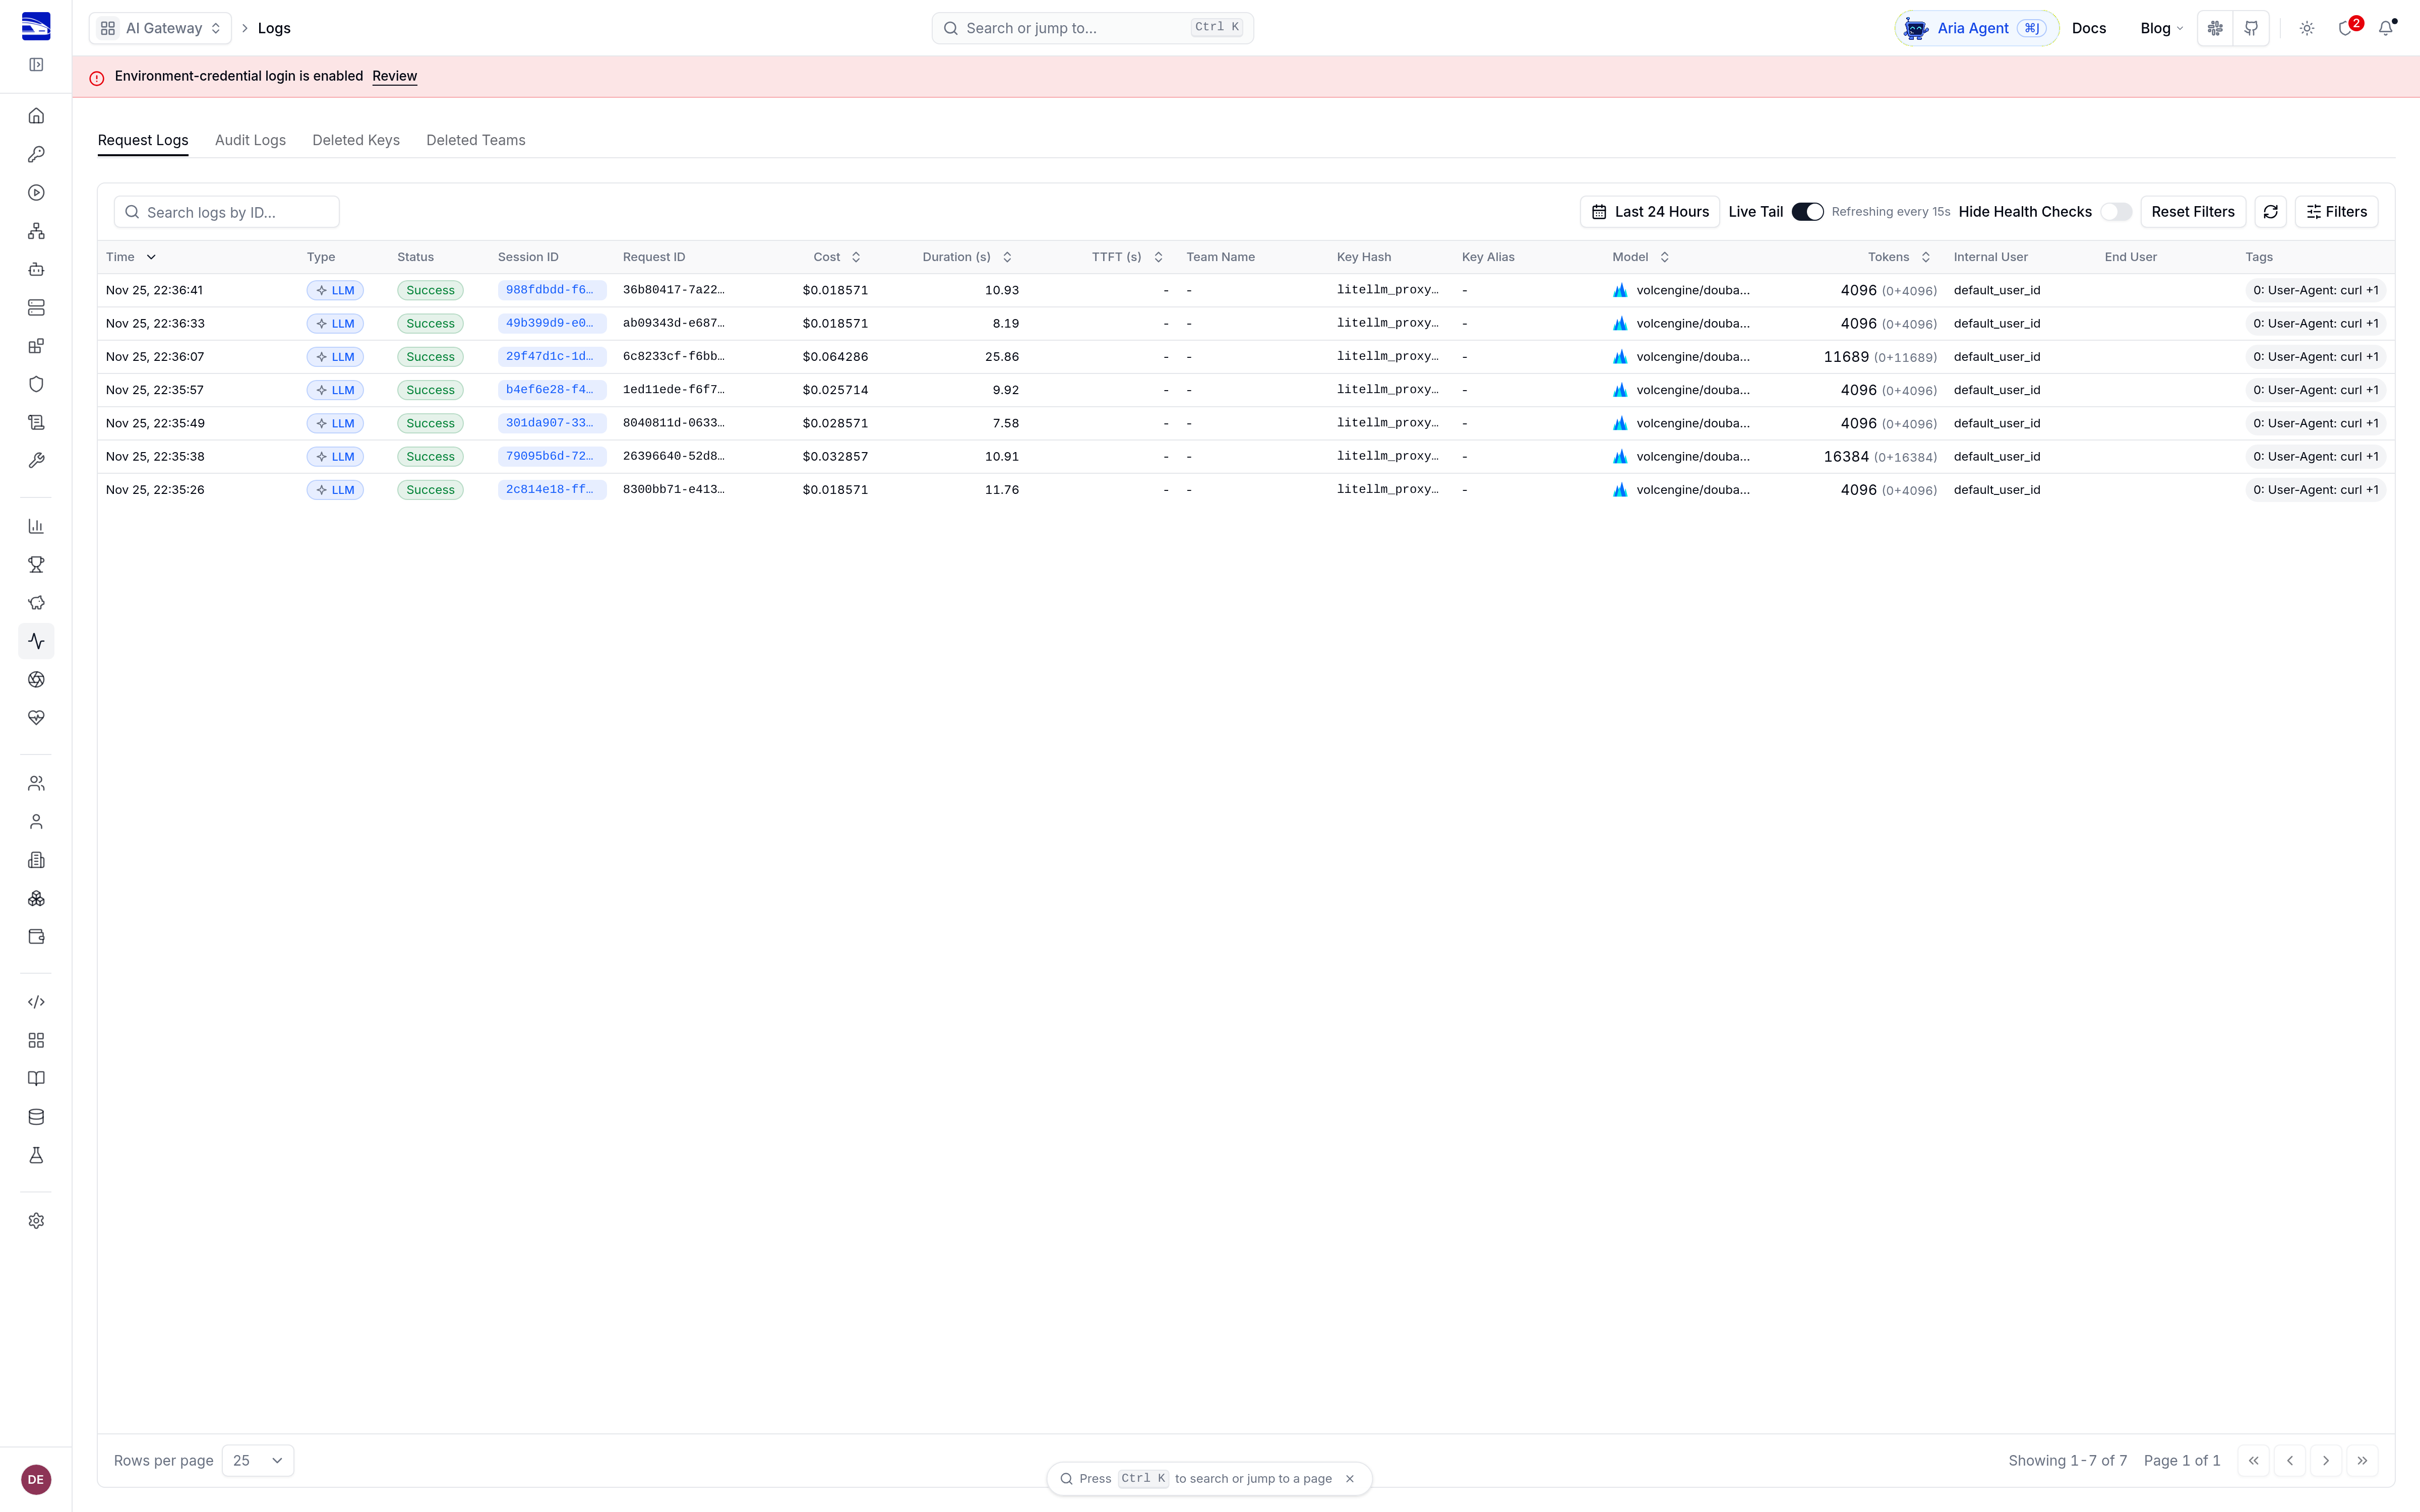 AI Gateway > Logs Search or jump to... Ctrl K Aria Agent ⌘J Docs Blog 2
Environment-credential login is enabled Review
Request Logs Audit Logs Deleted Keys Deleted Teams
Search logs by ID... Last 24 Hours Live Tail Refreshing every 15s Hide Health Checks Reset Filters Filters
Time Type Status Session ID Request ID Cost Duration (s) TTFT (s) Team Name Key Hash Key Alias Model Tokens Internal User End User Tags
Nov 25, 22:36:41 LLM Success 988fdbdd-f6… 36b80417-7a22… $0.018571 10.93 - - litellm_proxy… - volcengine/douba... 4096 (0+4096) default_user_id 0: User-Agent: curl +1
Nov 25, 22:36:33 LLM Success 49b399d9-e0… ab09343d-e687… $0.018571 8.19 - - litellm_proxy… - volcengine/douba... 4096 (0+4096) default_user_id 0: User-Agent: curl +1
Nov 25, 22:36:07 LLM Success 29f47d1c-1d… 6c8233cf-f6bb… $0.064286 25.86 - - litellm_proxy… - volcengine/douba... 11689 (0+11689) default_user_id 0: User-Agent: curl +1
Nov 25, 22:35:57 LLM Success b4ef6e28-f4… 1ed11ede-f6f7… $0.025714 9.92 - - litellm_proxy… - volcengine/douba... 4096 (0+4096) default_user_id 0: User-Agent: curl +1
Nov 25, 22:35:49 LLM Success 301da907-33… 8040811d-0633… $0.028571 7.58 - - litellm_proxy… - volcengine/douba... 4096 (0+4096) default_user_id 0: User-Agent: curl +1
Nov 25, 22:35:38 LLM Success 79095b6d-72… 26396640-52d8… $0.032857 10.91 - - litellm_proxy… - volcengine/douba... 16384 (0+16384) default_user_id 0: User-Agent: curl +1
Nov 25, 22:35:26 LLM Success 2c814e18-ff… 8300bb71-e413… $0.018571 11.76 - - litellm_proxy… - volcengine/douba... 4096 (0+4096) default_user_id 0: User-Agent: curl +1
Rows per page 25 Showing 1-7 of 7 Page 1 of 1
Press Ctrl K to search or jump to a page
DE